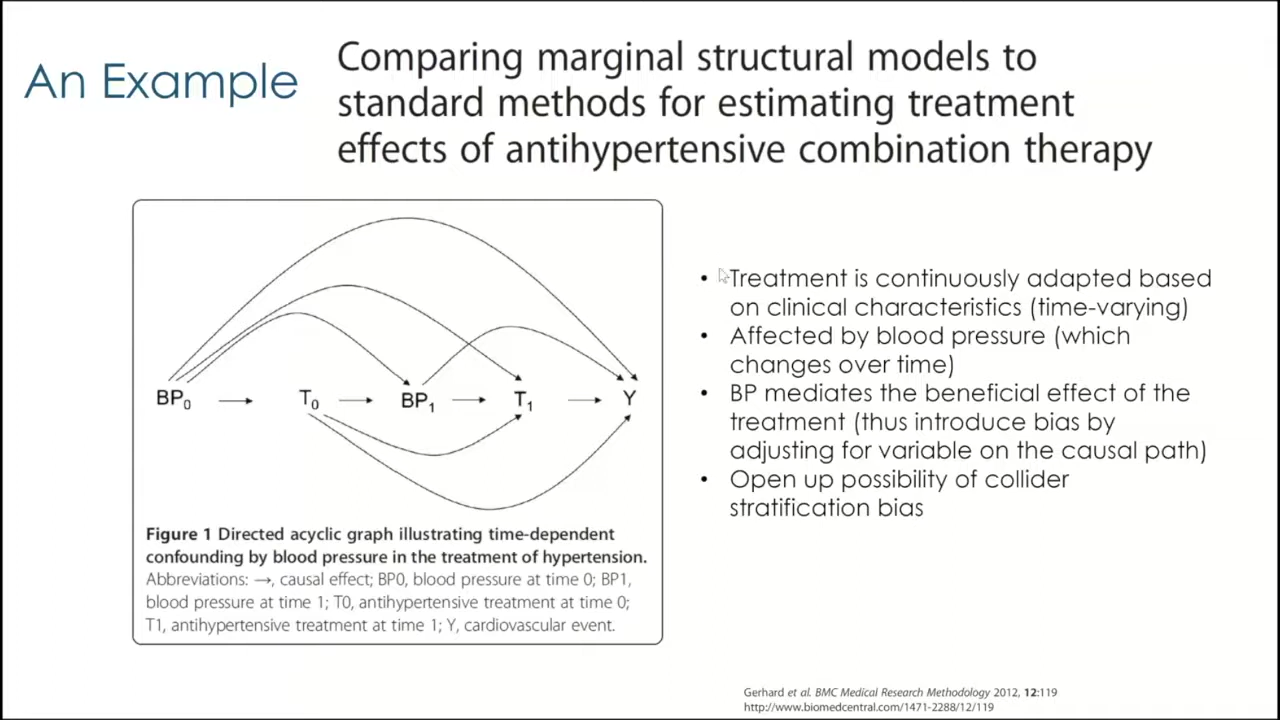 An Example
Comparing marginal structural models to
standard methods for estimating treatment
effects of antihypertensive combination therapy
BP0 T0 BP1 T1 Y
Figure 1 Directed acyclic graph illustrating time-dependent
confounding by blood pressure in the treatment of hypertension.
Abbreviations: →, causal effect; BP0, blood pressure at time 0; BP1,
blood pressure at time 1; T0, antihypertensive treatment at time 0;
T1, antihypertensive treatment at time 1; Y, cardiovascular event.
• Treatment is continuously adapted based
on clinical characteristics (time-varying)
• Affected by blood pressure (which
changes over time)
• BP mediates the beneficial effect of the
treatment (thus introduce bias by
adjusting for variable on the causal path)
• Open up possibility of collider
stratification bias
Gerhard et al. BMC Medical Research Methodology 2012, 12:119
http://www.biomedcentral.com/1471-2288/12/119